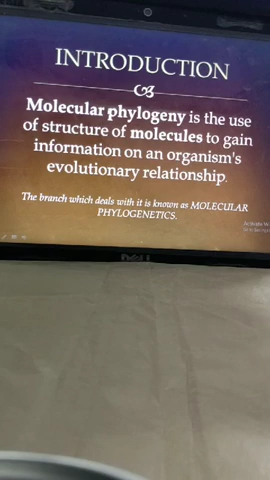 INTRODUCTION
Molecular phylogeny is the use
of structure of molecules to gain
information on an organism's
evolutionary relationship.
The branch which deals with it is known as MOLECULAR
PHYLOGENETICS.
Activate W
DELL